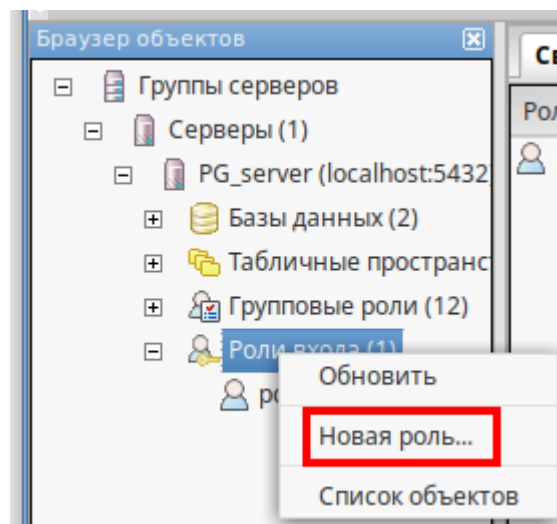 Браузер объектов
Группы серверов
Серверы (1)
PG_server (localhost:5432
Базы данных (2)
Табличные пространс
Групповые роли (12)
Роли входа (1)
Обновить
Новая роль...
Список объектов